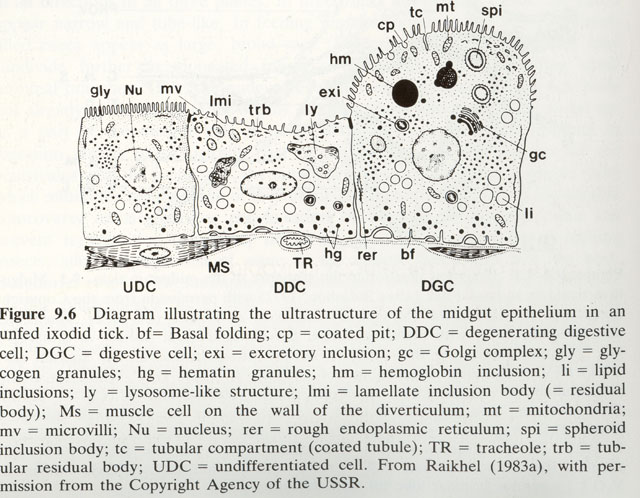 cp tc mt spi
hm
gly Nu mv lmi trb ly exi
gc
li
MS TR hg rer bf
UDC DDC DGC
Figure 9.6 Diagram illustrating the ultrastructure of the midgut epithelium in an
unfed ixodid tick. bf= Basal folding; cp = coated pit; DDC = degenerating digestive
cell; DGC = digestive cell; exi = excretory inclusion; gc = Golgi complex; gly = gly-
cogen granules; hg = hematin granules; hm = hemoglobin inclusion; li = lipid
inclusions; ly = lysosome-like structure; lmi = lamellate inclusion body (= residual
body); Ms = muscle cell on the wall of the diverticulum; mt = mitochondria;
mv = microvilli; Nu = nucleus; rer = rough endoplasmic reticulum; spi = spheroid
inclusion body; tc = tubular compartment (coated tubule); TR = tracheole; trb = tub-
ular residual body; UDC = undifferentiated cell. From Raikhel (1983a), with per-
mission from the Copyright Agency of the USSR.